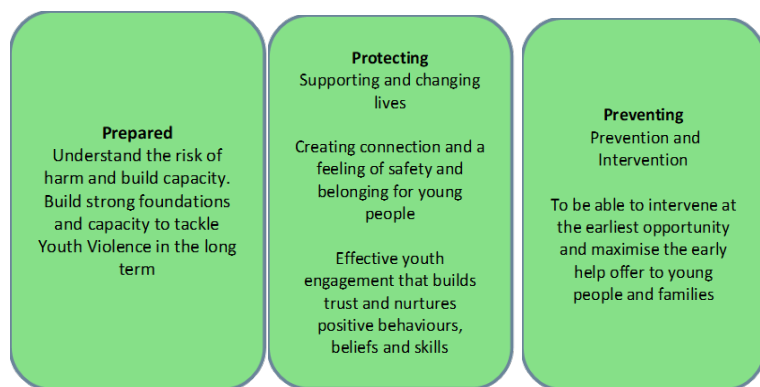 Prepared
Understand the risk of
harm and build capacity.
Build strong foundations
and capacity to tackle
Youth Violence in the long
term
Protecting
Supporting and changing
lives
Creating connection and a
feeling of safety and
belonging for young
people
Effective youth
engagement that builds
trust and nurtures
positive behaviours,
beliefs and skills
Preventing
Prevention and
Intervention
To be able to intervene at
the earliest opportunity
and maximise the early
help offer to young
people and families